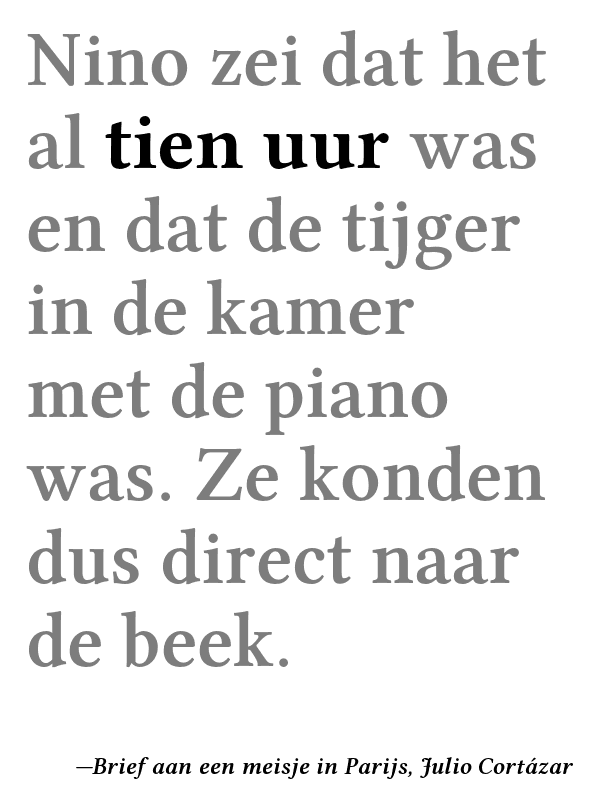 Nino zei dat het
al tien uur was
en dat de tijger
in de kamer
met de piano
was. Ze konden
dus direct naar
de beek.
—Brief aan een meisje in Parijs, Julio Cortázar